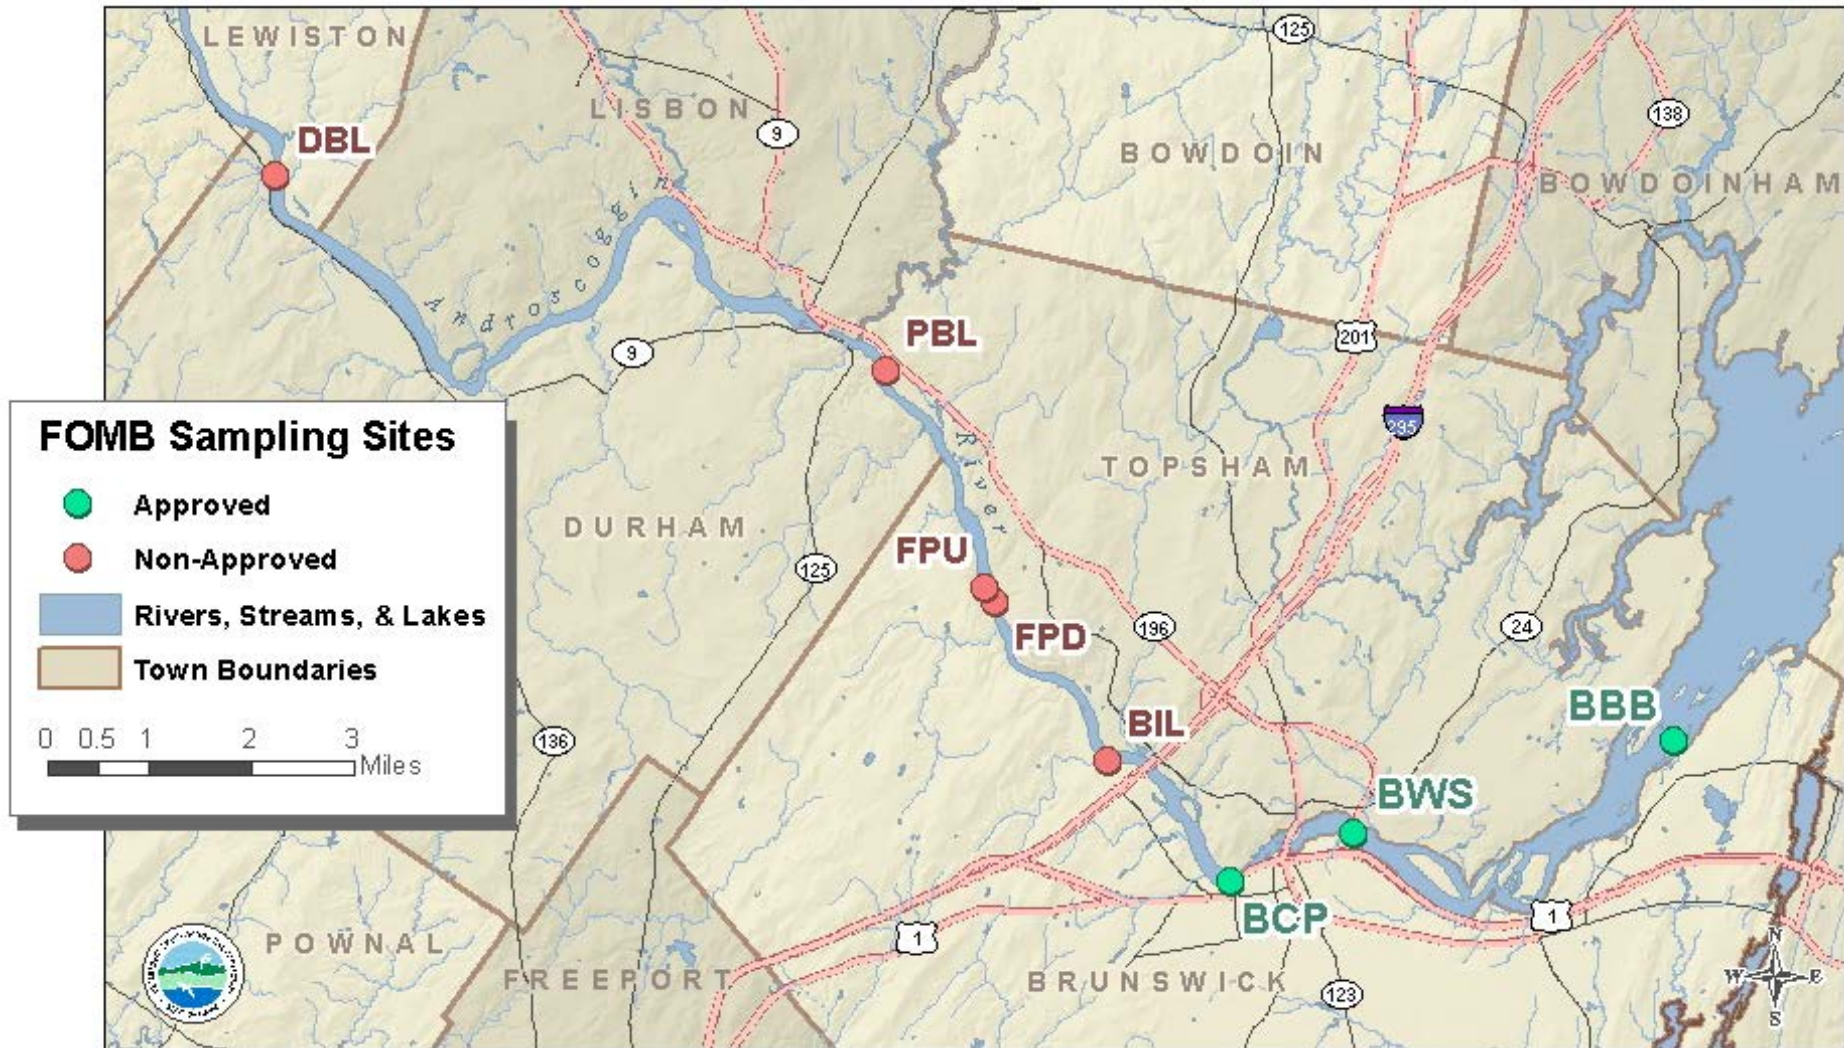 LEWISTON
125
LISBON
9
138
DBL
BOWDOIN
BOWDOINHAM
Androscoggin
PBL
201
9
295
FOMB Sampling Sites
Approved
Non-Approved
Rivers, Streams, & Lakes
Town Boundaries
0 0.5 1 2 3
Miles
River
TOPSHAM
DURHAM
FPU
125
FPD
196
24
BBB
BIL
136
BWS
BCP
1
1
POWNAL
FREEPORT
BRUNSWICK
123
N
W E
S